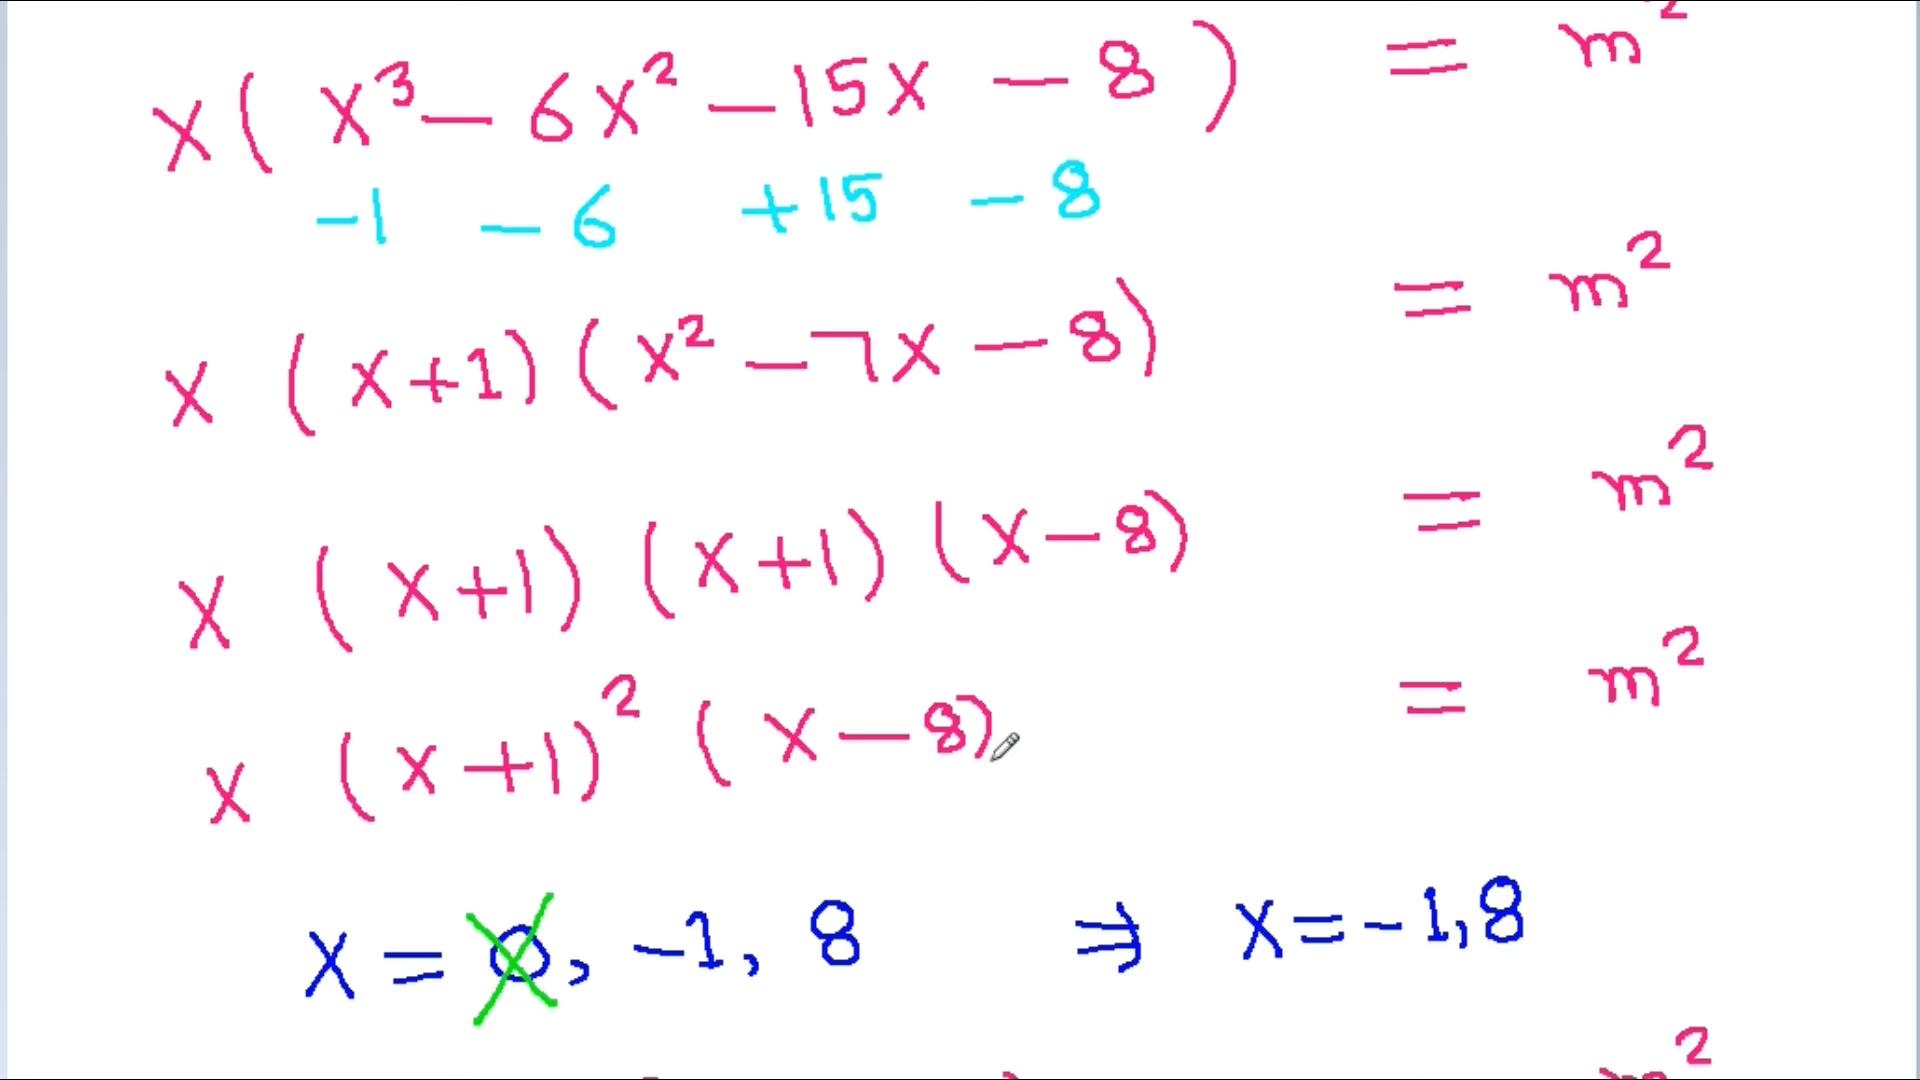 x(x³ – 6x² – 15x – 8) = m²
–1 – 6 +15 – 8
x (x+1)(x² – 7x – 8) = m²
x (x+1) (x+1) (x–8) = m²
x (x+1)² (x–8) = m²
x = 0, –1, 8 ⇒ x = –1, 8
m²